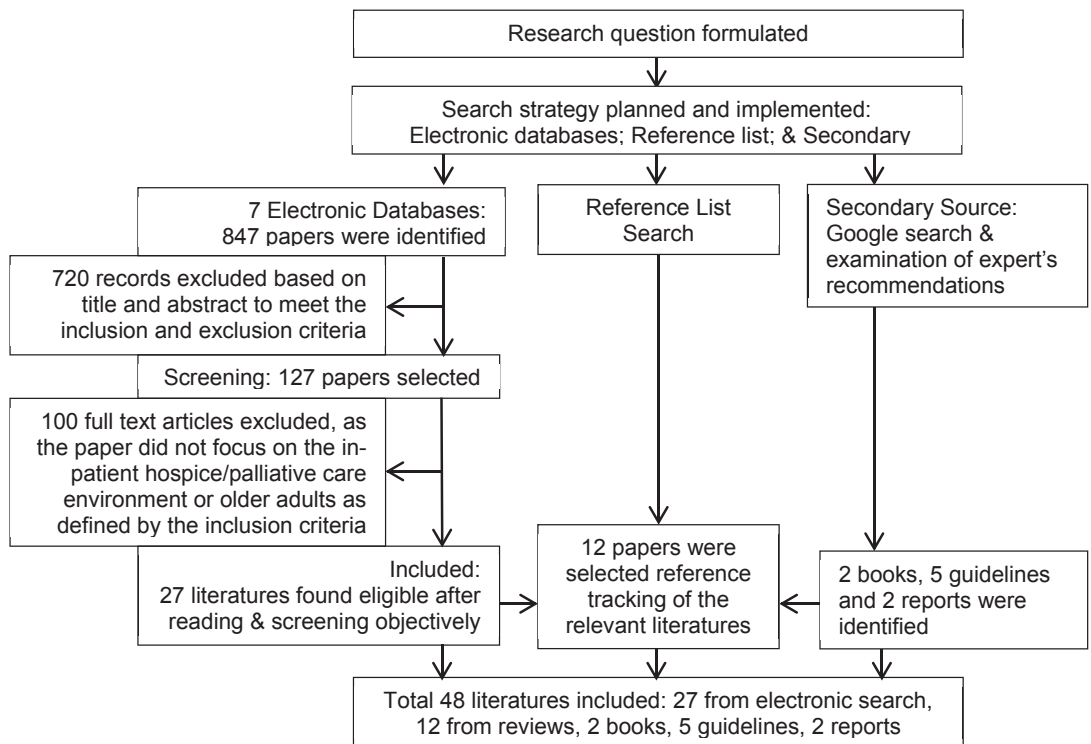 Research question formulated
Search strategy planned and implemented:
Electronic databases; Reference list; & Secondary
7 Electronic Databases:
847 papers were identified
Reference List
Search
Secondary Source:
Google search &
examination of expert's
recommendations
720 records excluded based on
title and abstract to meet the
inclusion and exclusion criteria
Screening: 127 papers selected
100 full text articles excluded, as
the paper did not focus on the in-
patient hospice/palliative care
environment or older adults as
defined by the inclusion criteria
Included:
27 literatures found eligible after
reading & screening objectively
12 papers were
selected reference
tracking of the
relevant literatures
2 books, 5 guidelines
and 2 reports were
identified
Total 48 literatures included: 27 from electronic search,
12 from reviews, 2 books, 5 guidelines, 2 reports